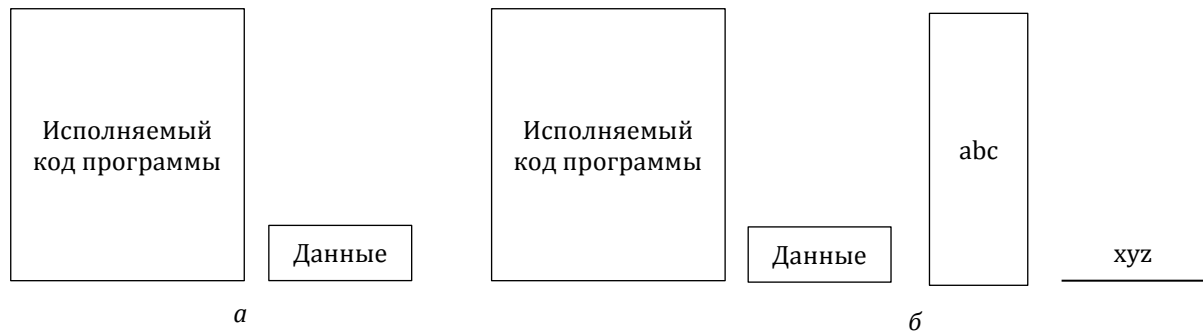 Исполняемый
код программы
Данные
а
Исполняемый
код программы
Данные
abc
xyz
б